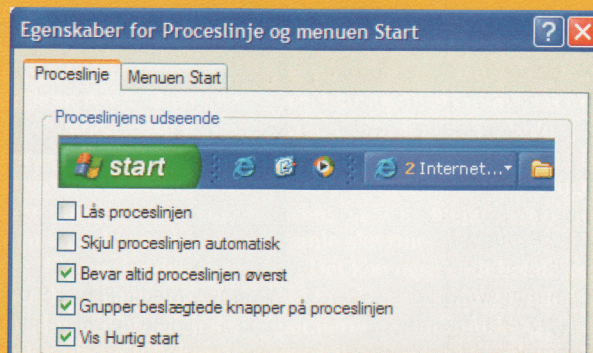 Egenskaber for Proceslinje og menuen Start
Proceslinje Menuen Start
Proceslinjens udseende
start 2 Internet...
Lås proceslinjen
Skjul proceslinjen automatisk
Bevar altid proceslinjen øverst
Grupper beslægtede knapper på proceslinjen
Vis Hurtig start